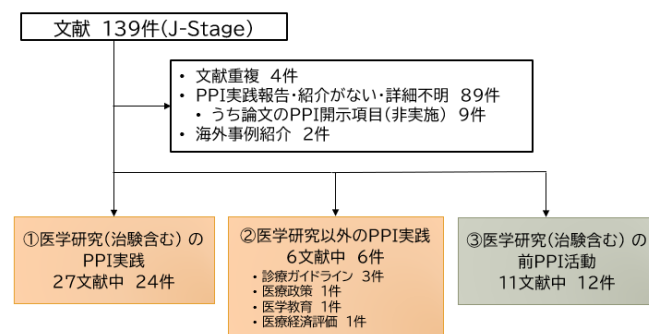 文献 139件(J-Stage)
• 文献重複 4件
• PPI実践報告・紹介がない・詳細不明 89件
• うち論文のPPI開示項目(非実施) 9件
• 海外事例紹介 2件
①医学研究(治験含む) の
PPI実践
27文献中 24件
②医学研究以外のPPI実践
6文献中 6件
• 診療ガイドライン 3件
• 医療政策 1件
• 医学教育 1件
• 医療経済評価 1件
③医学研究(治験含む) の
前PPI活動
11文献中 12件